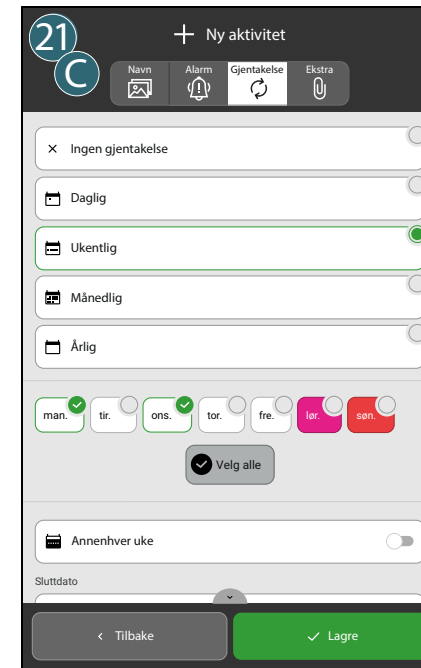 21
C
Ny aktivitet
Navn Alarm Gjentakelse Ekstra
Ingen gjentakelse
Daglig
Ukentlig
Månedlig
Årlig
man. tir. ons. tor. fre. lør. søn.
Velg alle
Annenhver uke
Sluttdato
Tilbake Lagre